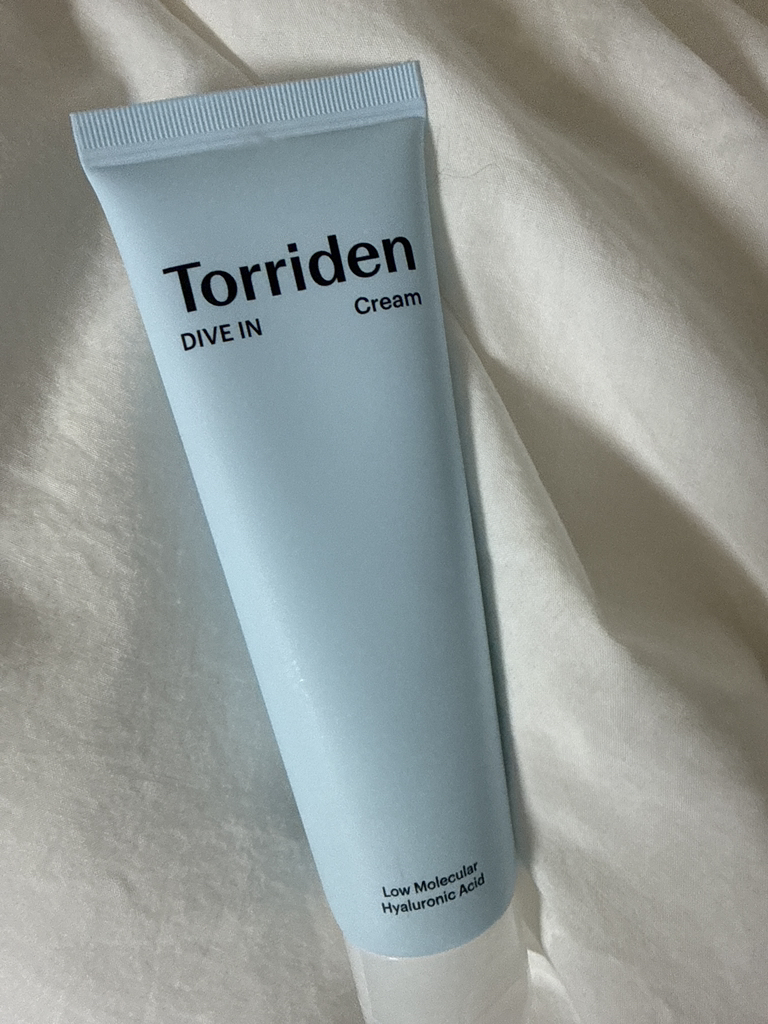 Torriden
DIVE IN Cream
Low Molecular
Hyaluronic Acid